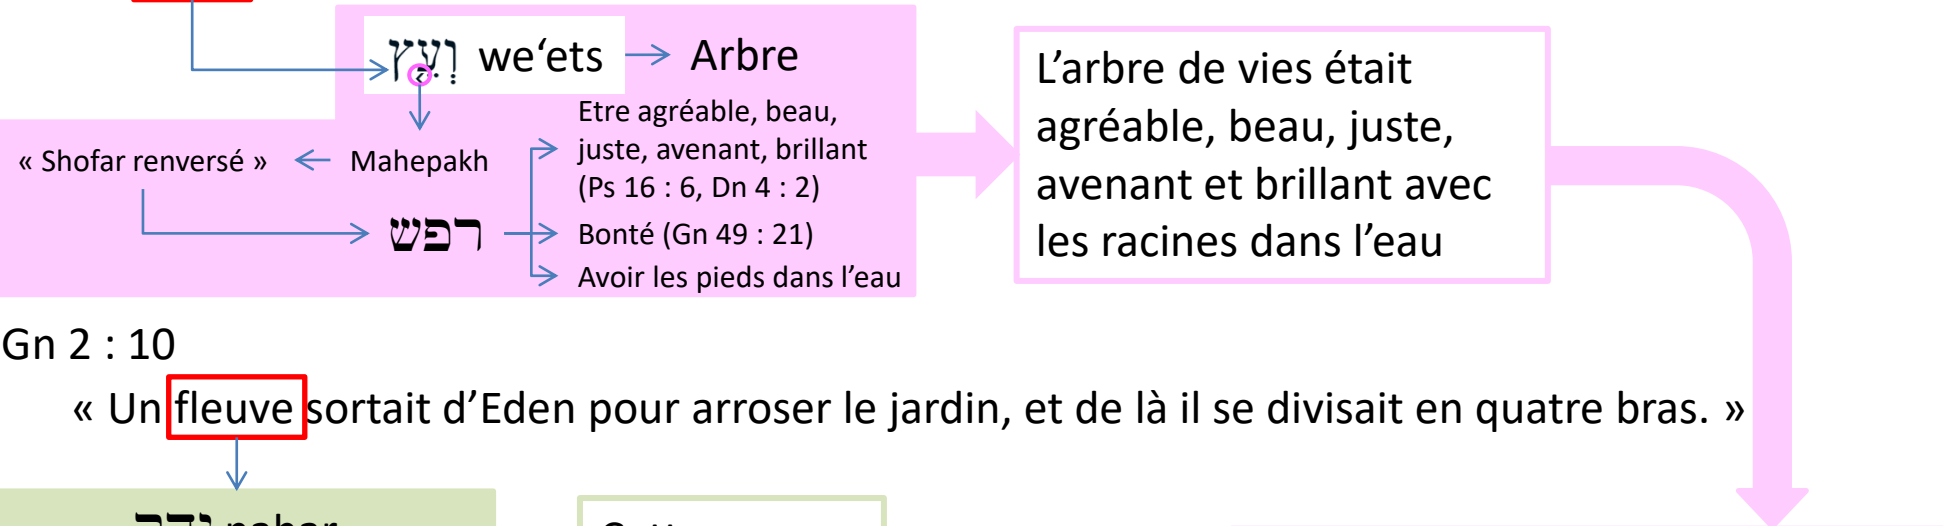 וְעֵ֤ץ we‘ets Arbre
Etre agréable, beau,
juste, avenant, brillant
(Ps 16 : 6, Dn 4 : 2)
« Shofar renversé » Mahepakh
רפש
Bonté (Gn 49 : 21)
Avoir les pieds dans l’eau
L’arbre de vies était
agréable, beau, juste,
avenant et brillant avec
les racines dans l’eau
Gn 2 : 10
« Un fleuve sortait d’Eden pour arroser le jardin, et de là il se divisait en quatre bras. »
נהר nahar